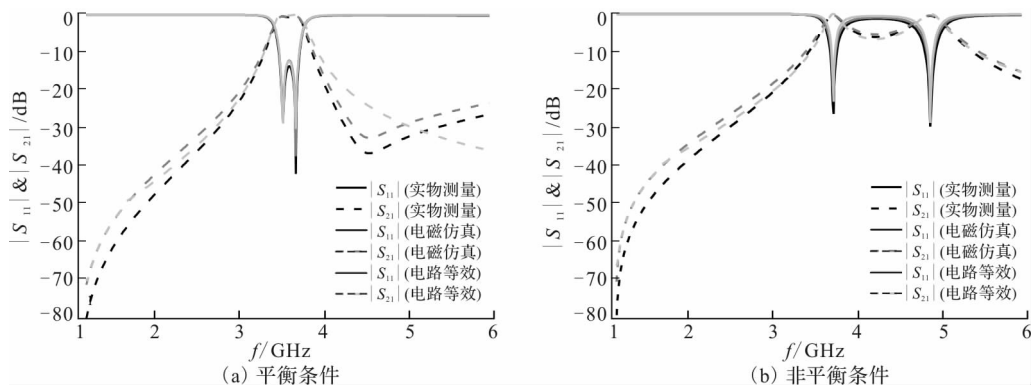 |S11|&|S21|/dB
0
−10
−20
−30
−40
−50
−60
−70
−80
1 2 3 4 5 6
|S11| (实物测量)
|S21| (实物测量)
|S11| (电磁仿真)
|S21| (电磁仿真)
|S11| (电路等效)
|S21| (电路等效)
f/GHz
(a) 平衡条件
|S11|&|S21|/dB
0
−10
−20
−30
−40
−50
−60
−70
−80
1 2 3 4 5 6
|S11| (实物测量)
|S21| (实物测量)
|S11| (电磁仿真)
|S21| (电磁仿真)
|S11| (电路等效)
|S21| (电路等效)
f/GHz
(b) 非平衡条件